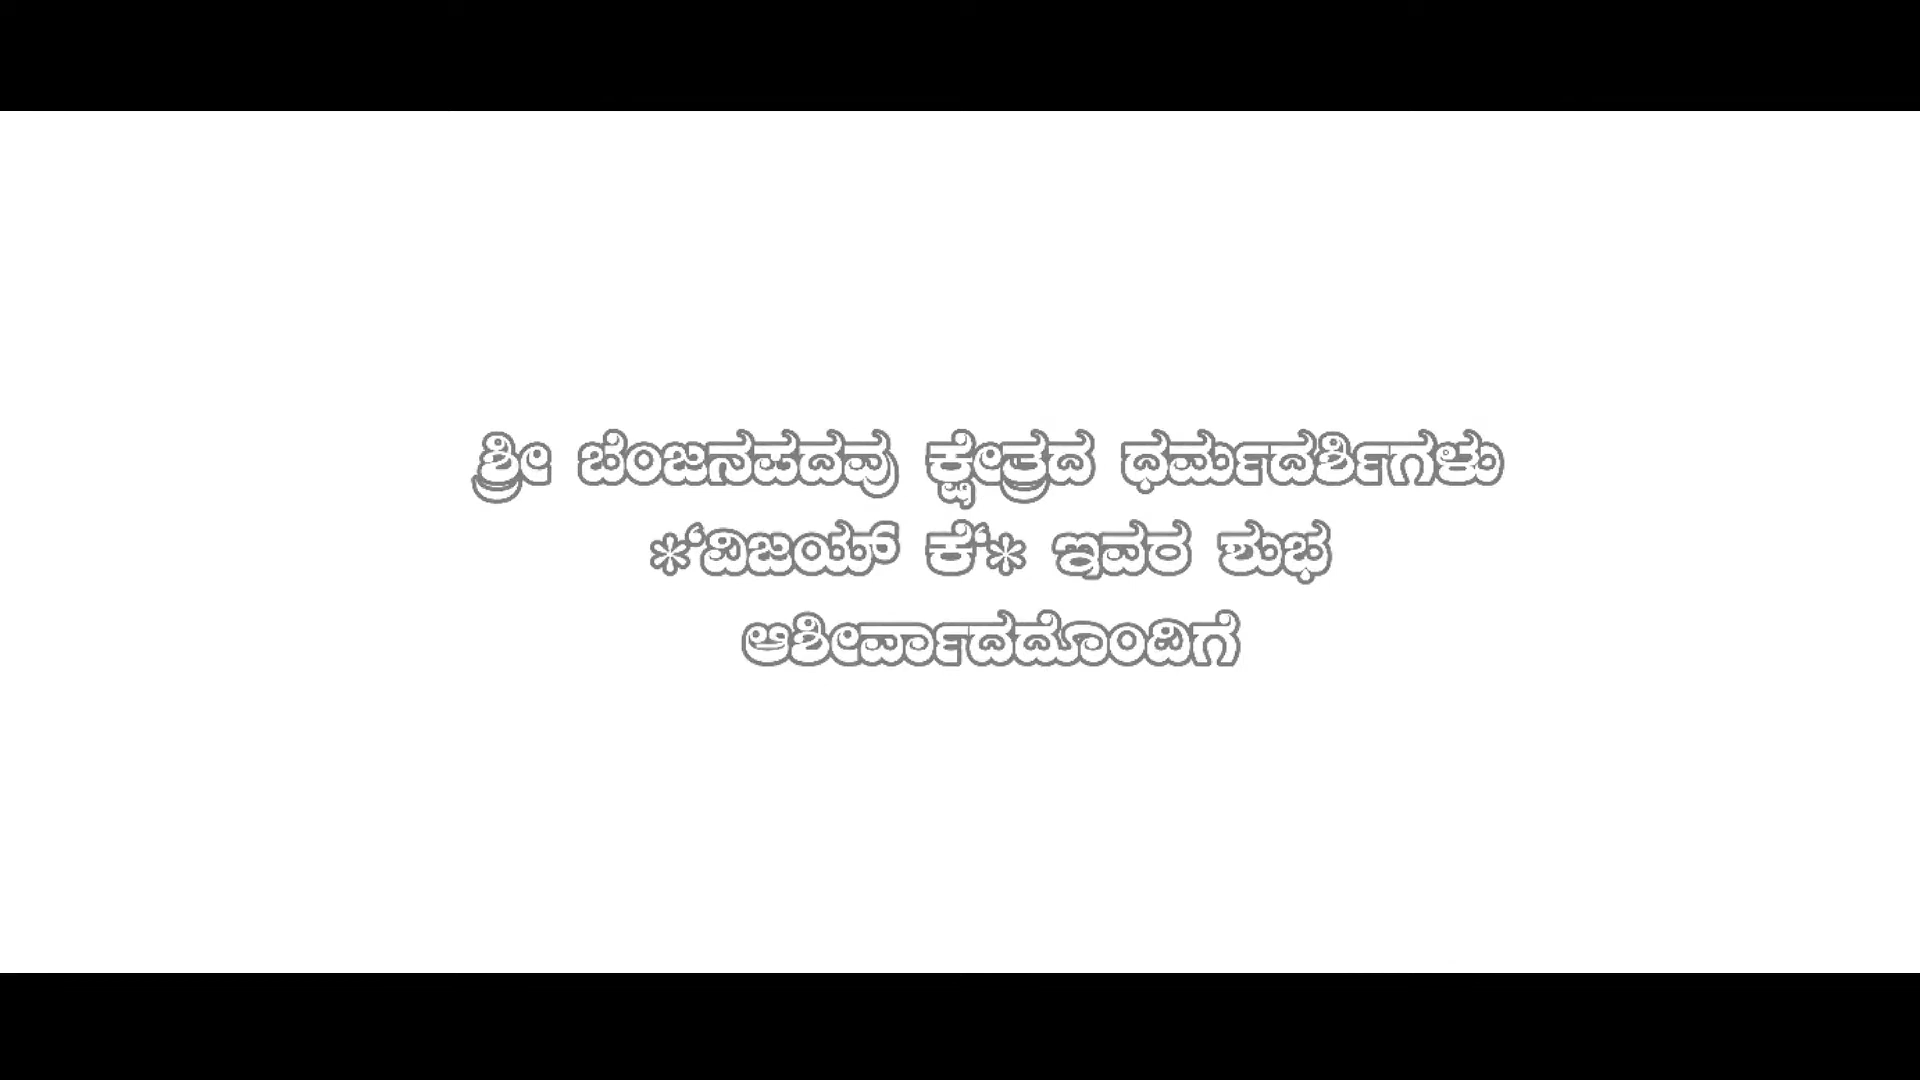 ಶ್ರೀ ಬೆಂಜನಪದವು ಕ್ಷೇತ್ರದ ಧರ್ಮದರ್ಶಿಗಳು
*‘ವಿಜಯ್ ಕೆ‘* ಇವರ ಶುಭ
ಆಶೀರ್ವಾದದೊಂದಿಗೆ